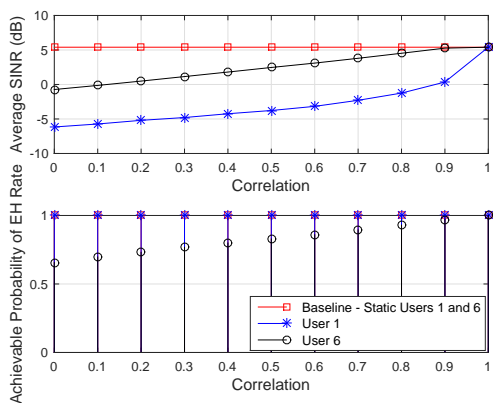 Average SINR (dB)
10
5
0
-5
-10
0 0.1 0.2 0.3 0.4 0.5 0.6 0.7 0.8 0.9 1
Correlation
Achievable Probability of EH Rate
1
0.5
0
Baseline - Static Users 1 and 6
User 1
User 6
0 0.1 0.2 0.3 0.4 0.5 0.6 0.7 0.8 0.9 1
Correlation